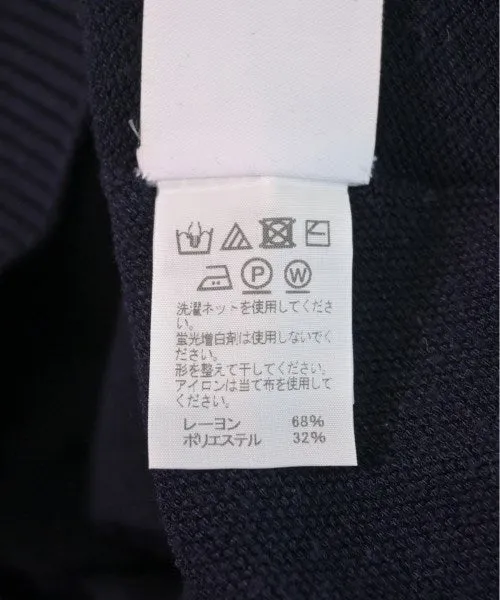 P W
洗濯ネットを使用してくださ
い。
蛍光増白剤は使用しないでく
ださい。
形を整えて干してください。
アイロンは当て布を使用して
ください。
レーヨン 68%
ポリエステル 32%